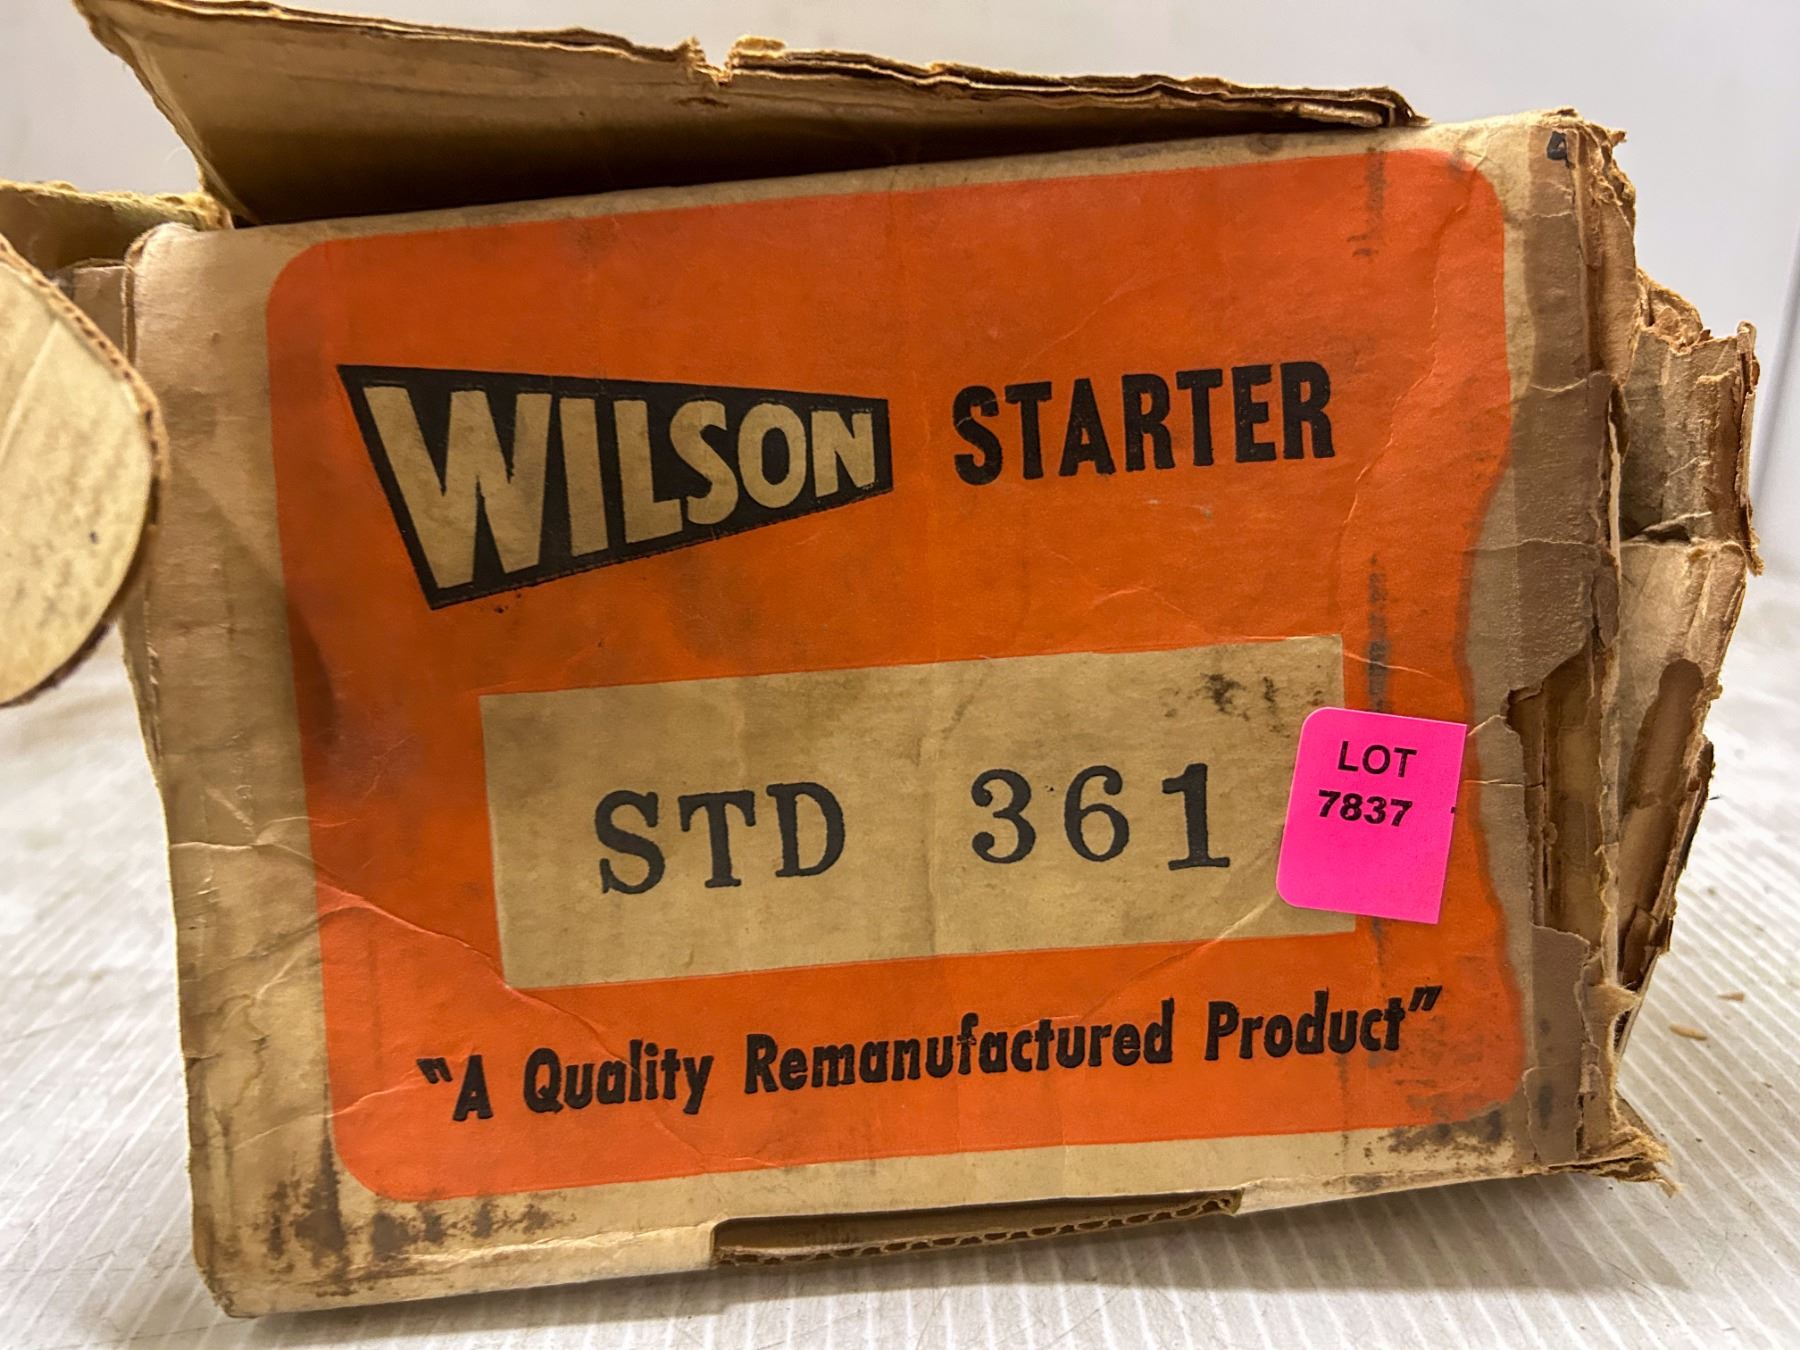 WILSON STARTER
STD 361
LOT
7837
"A Quality Remanufactured Product"